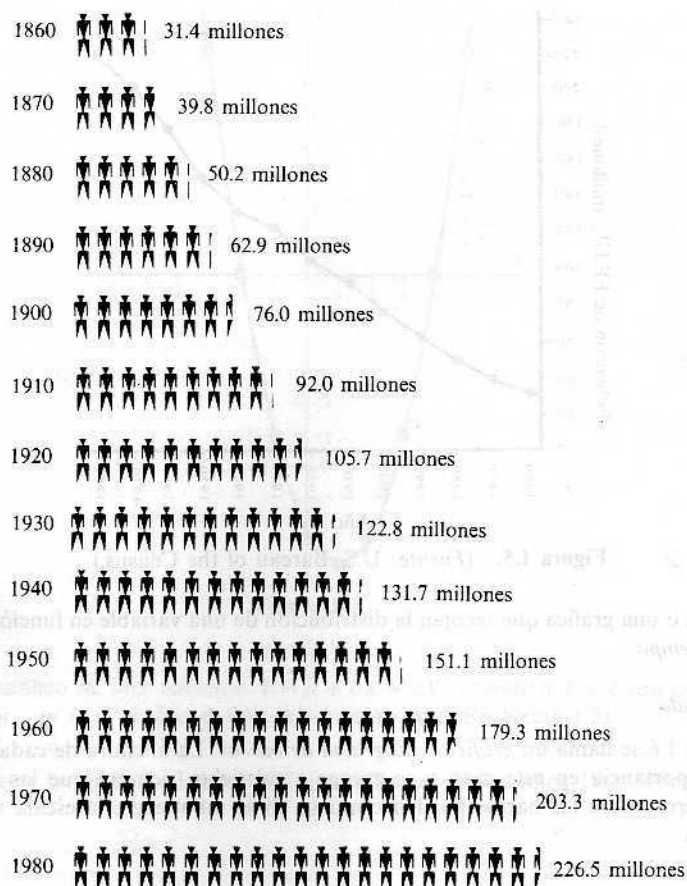 1860 31.4 millones
1870 39.8 millones
1880 50.2 millones
1890 62.9 millones
1900 76.0 millones
1910 92.0 millones
1920 105.7 millones
1930 122.8 millones
1940 131.7 millones
1950 151.1 millones
1960 179.3 millones
1970 203.3 millones
1980 226.5 millones